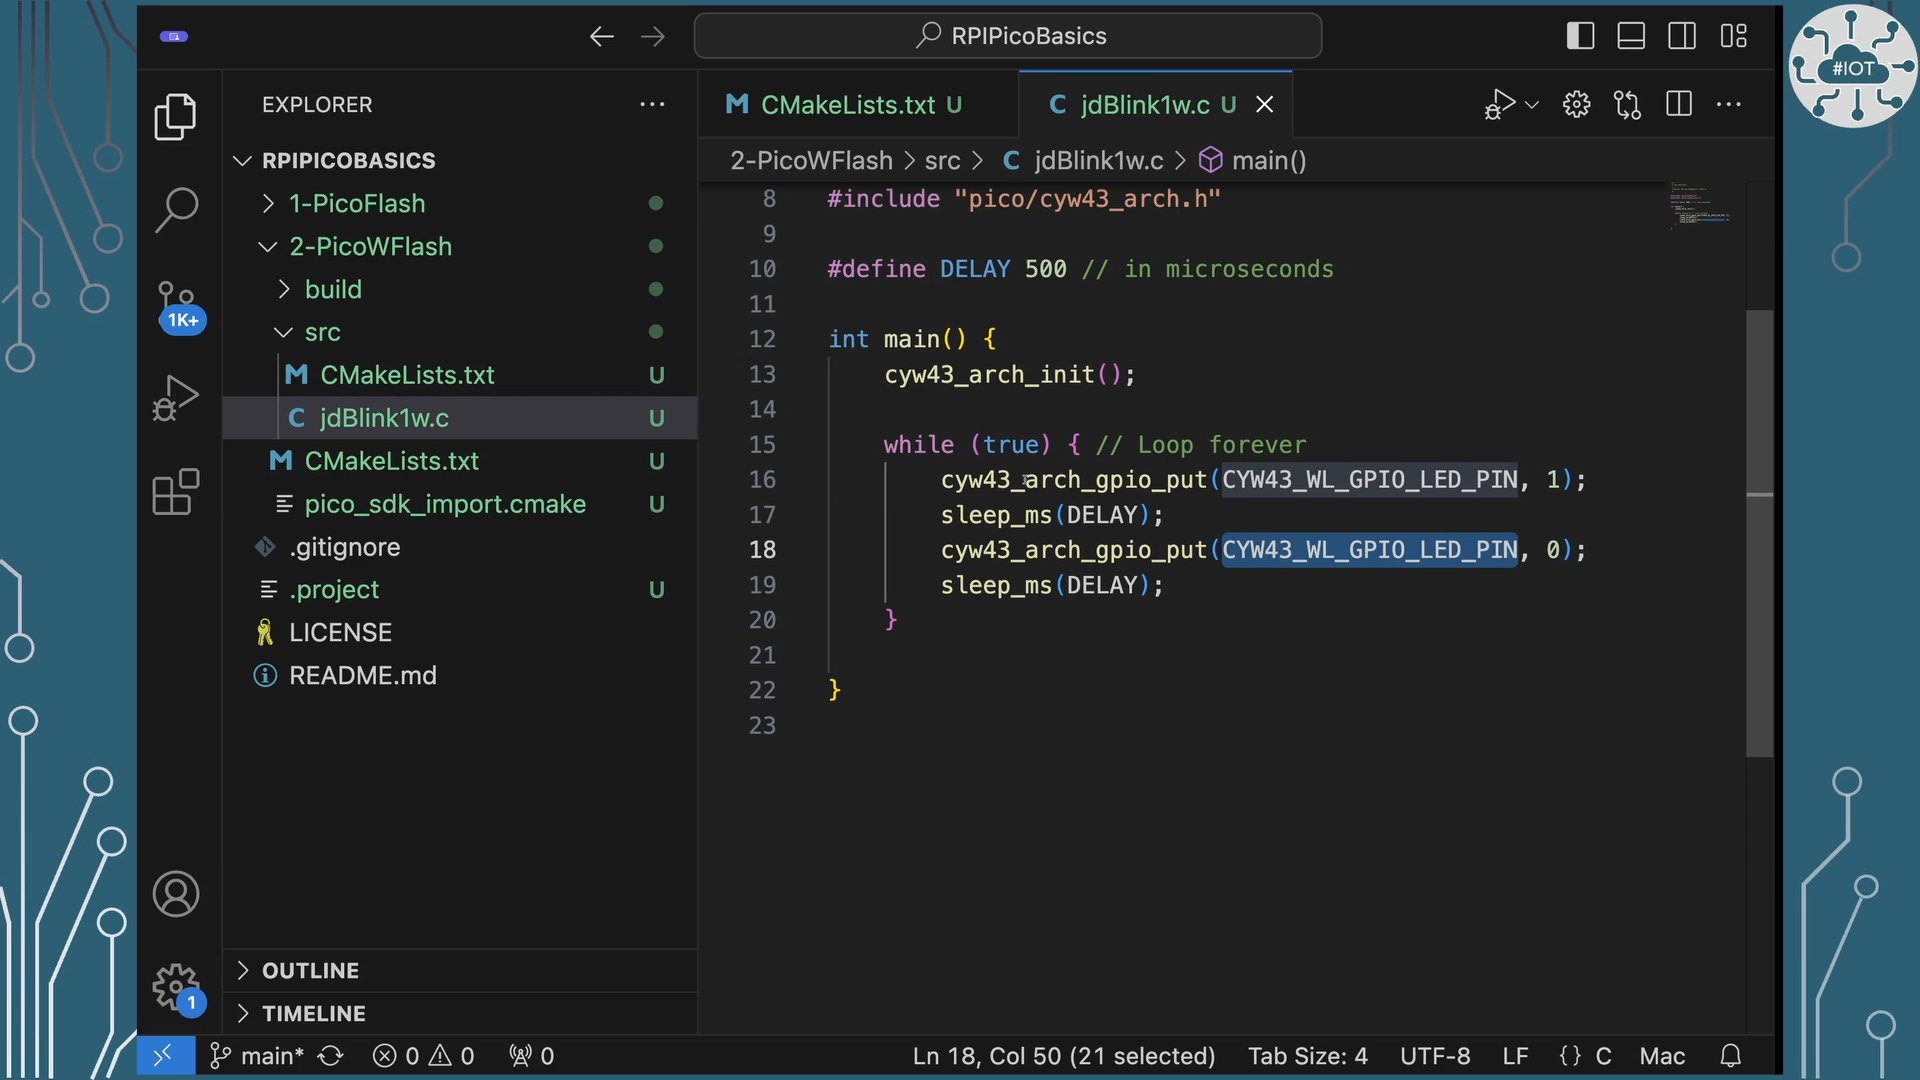 RPIPicoBasics
#IOT
EXPLORER
RPIPICOBASICS
1-PicoFlash
2-PicoWFlash
build
src
CMakeLists.txt U
jdBlink1w.c U
CMakeLists.txt U
pico_sdk_import.cmake U
.gitignore
.project U
LICENSE
README.md
1K+
1
OUTLINE
TIMELINE
CMakeLists.txt U
jdBlink1w.c U
2-PicoWFlash > src > C jdBlink1w.c > main()
8 #include "pico/cyw43_arch.h"
9
10 #define DELAY 500 // in microseconds
11
12 int main() {
13 cyw43_arch_init();
14
15 while (true) { // Loop forever
16 cyw43_arch_gpio_put(CYW43_WL_GPIO_LED_PIN, 1);
17 sleep_ms(DELAY);
18 cyw43_arch_gpio_put(CYW43_WL_GPIO_LED_PIN, 0);
19 sleep_ms(DELAY);
20 }
21
22 }
23
main* 0 0 0 Ln 18, Col 50 (21 selected) Tab Size: 4 UTF-8 LF {} C Mac